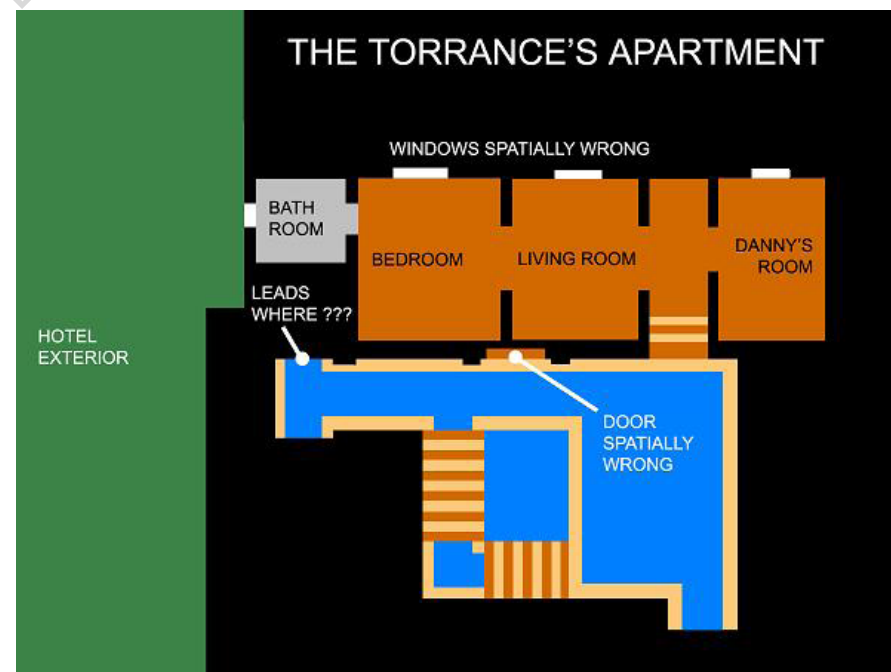 THE TORRANCE'S APARTMENT
WINDOWS SPATIALLY WRONG
BATH
ROOM
BEDROOM
LIVING ROOM
DANNY'S
ROOM
LEADS
WHERE ???
HOTEL
EXTERIOR
DOOR
SPATIALLY
WRONG